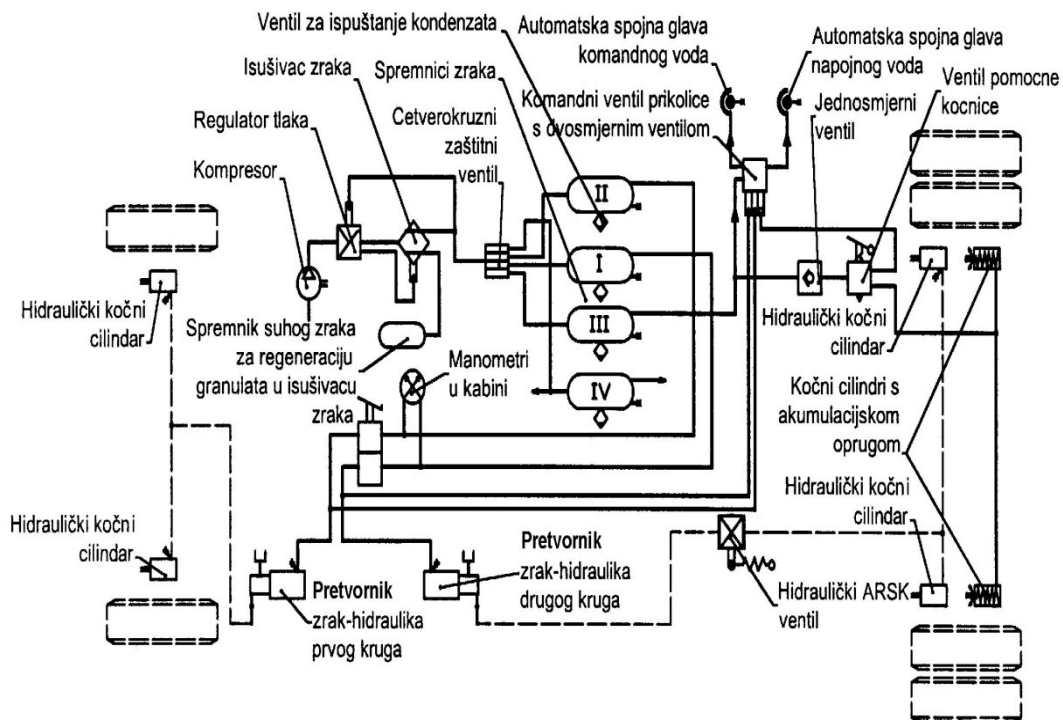 Ventil za ispuštanje kondenzata
Isušivac zraka
Spremnici zraka
Regulator tlaka
Cetverokruzni
zaštitni
ventil
Kompresor
Automatska spojna glava
komandnog voda
Automatska spojna glava
napojnog voda
Komandni ventil prikolice
s dvosmjernim ventilom
Jednosmjerni
ventil
Ventil pomocne
kocnice
II
I
III
IV
Hidraulički kočni
cilindar
Spremnik suhog zraka
za regeneraciju
granulata u isušivacu
zraka
Manometri
u kabini
Hidraulički kočni
cilindar
Kočni cilindri s
akumulacijskom
oprugom
Hidraulički kočni
cilindar
Hidraulički kočni
cilindar
Pretvornik
zrak-hidraulika
prvog kruga
Pretvornik
zrak-hidraulika
drugog kruga
Hidraulički ARSK
ventil